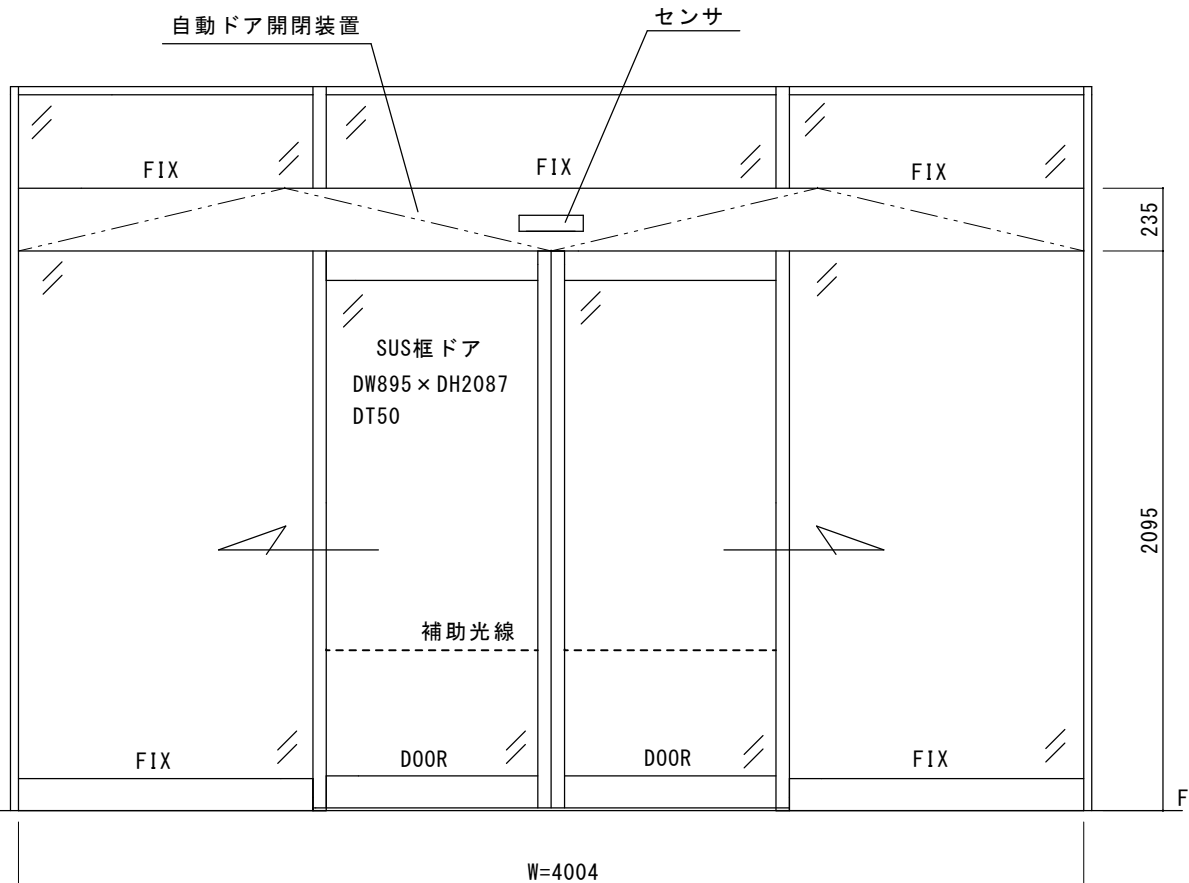 自動ドア開閉装置
センサ
FIX
FIX
FIX
235
SUS框ドア
DW895×DH2087
DT50
2095
補助光線
FIX
DOOR
DOOR
FIX
F
W=4004